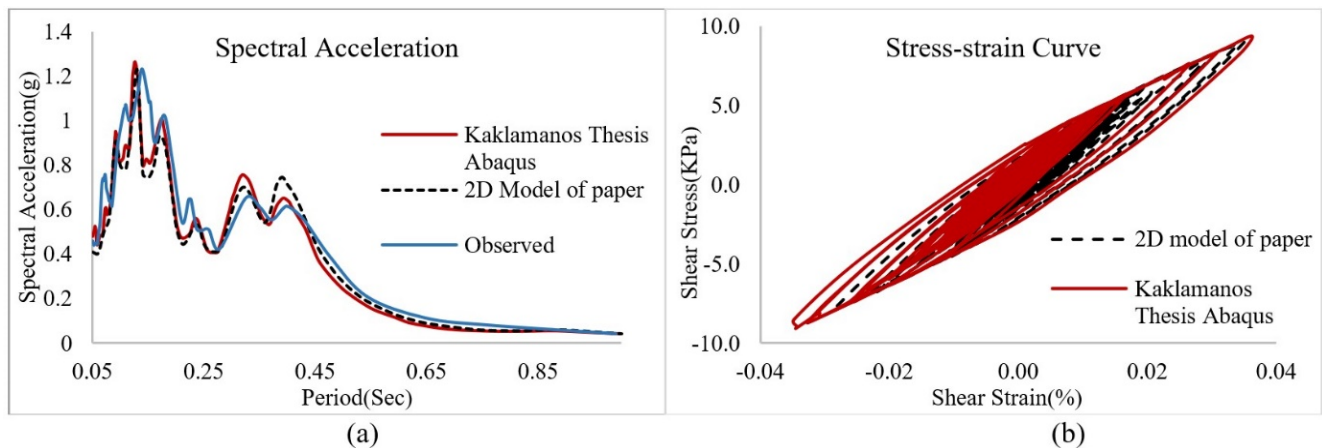 Spectral Acceleration
Spectral Acceleration(g)
1.4
1.2
1
0.8
0.6
0.4
0.2
0
0.05
0.25
0.45
0.65
0.85
Period(Sec)
Kaklamanos Thesis
Abaqus
2D Model of paper
Observed
(a)
Stress-strain Curve
Shear Stress(KPa)
10.0
5.0
0.0
-5.0
-10.0
-0.04
-0.02
0.00
0.02
0.04
Shear Strain(%)
2D model of paper
Kaklamanos
Thesis Abaqus
(b)